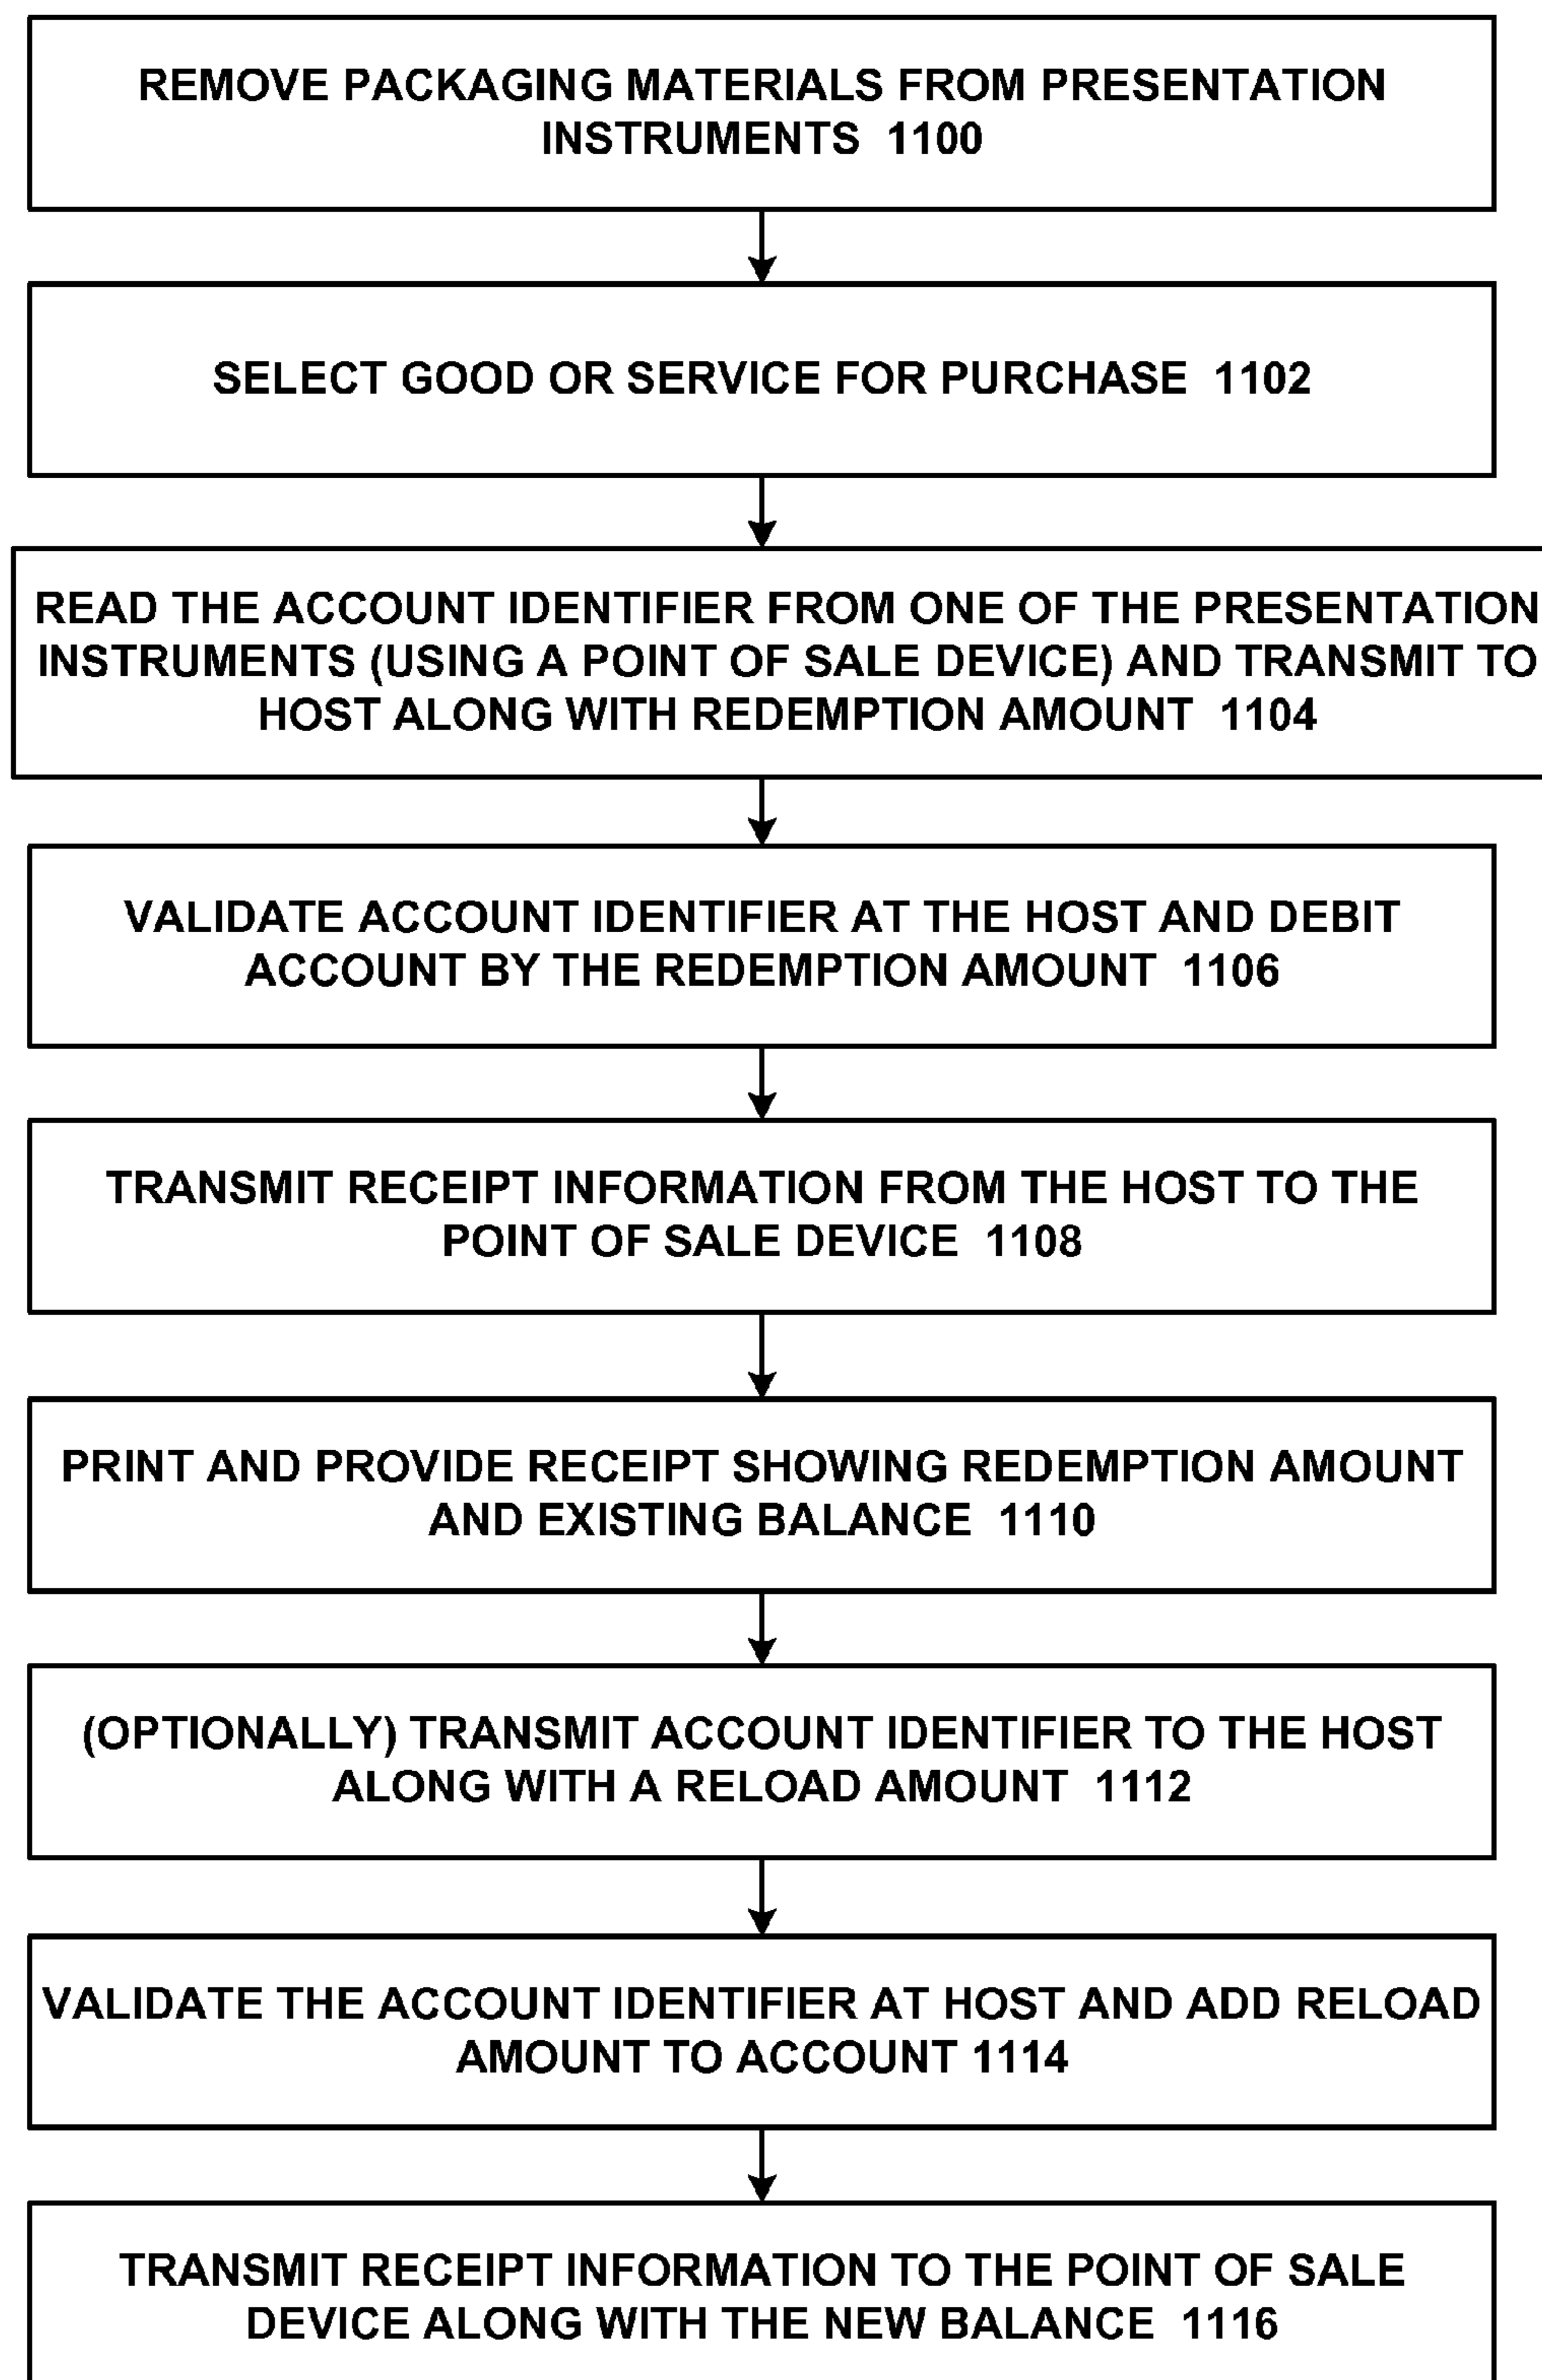 REMOVE PACKAGING MATERIALS FROM PRESENTATION
INSTRUMENTS 1100
SELECT GOOD OR SERVICE FOR PURCHASE 1102
READ THE ACCOUNT IDENTIFIER FROM ONE OF THE PRESENTATION
INSTRUMENTS (USING A POINT OF SALE DEVICE) AND TRANSMIT TO
HOST ALONG WITH REDEMPTION AMOUNT 1104
VALIDATE ACCOUNT IDENTIFIER AT THE HOST AND DEBIT
ACCOUNT BY THE REDEMPTION AMOUNT 1106
TRANSMIT RECEIPT INFORMATION FROM THE HOST TO THE
POINT OF SALE DEVICE 1108
PRINT AND PROVIDE RECEIPT SHOWING REDEMPTION AMOUNT
AND EXISTING BALANCE 1110
(OPTIONALLY) TRANSMIT ACCOUNT IDENTIFIER TO THE HOST
ALONG WITH A RELOAD AMOUNT 1112
VALIDATE THE ACCOUNT IDENTIFIER AT HOST AND ADD RELOAD
AMOUNT TO ACCOUNT 1114
TRANSMIT RECEIPT INFORMATION TO THE POINT OF SALE
DEVICE ALONG WITH THE NEW BALANCE 1116